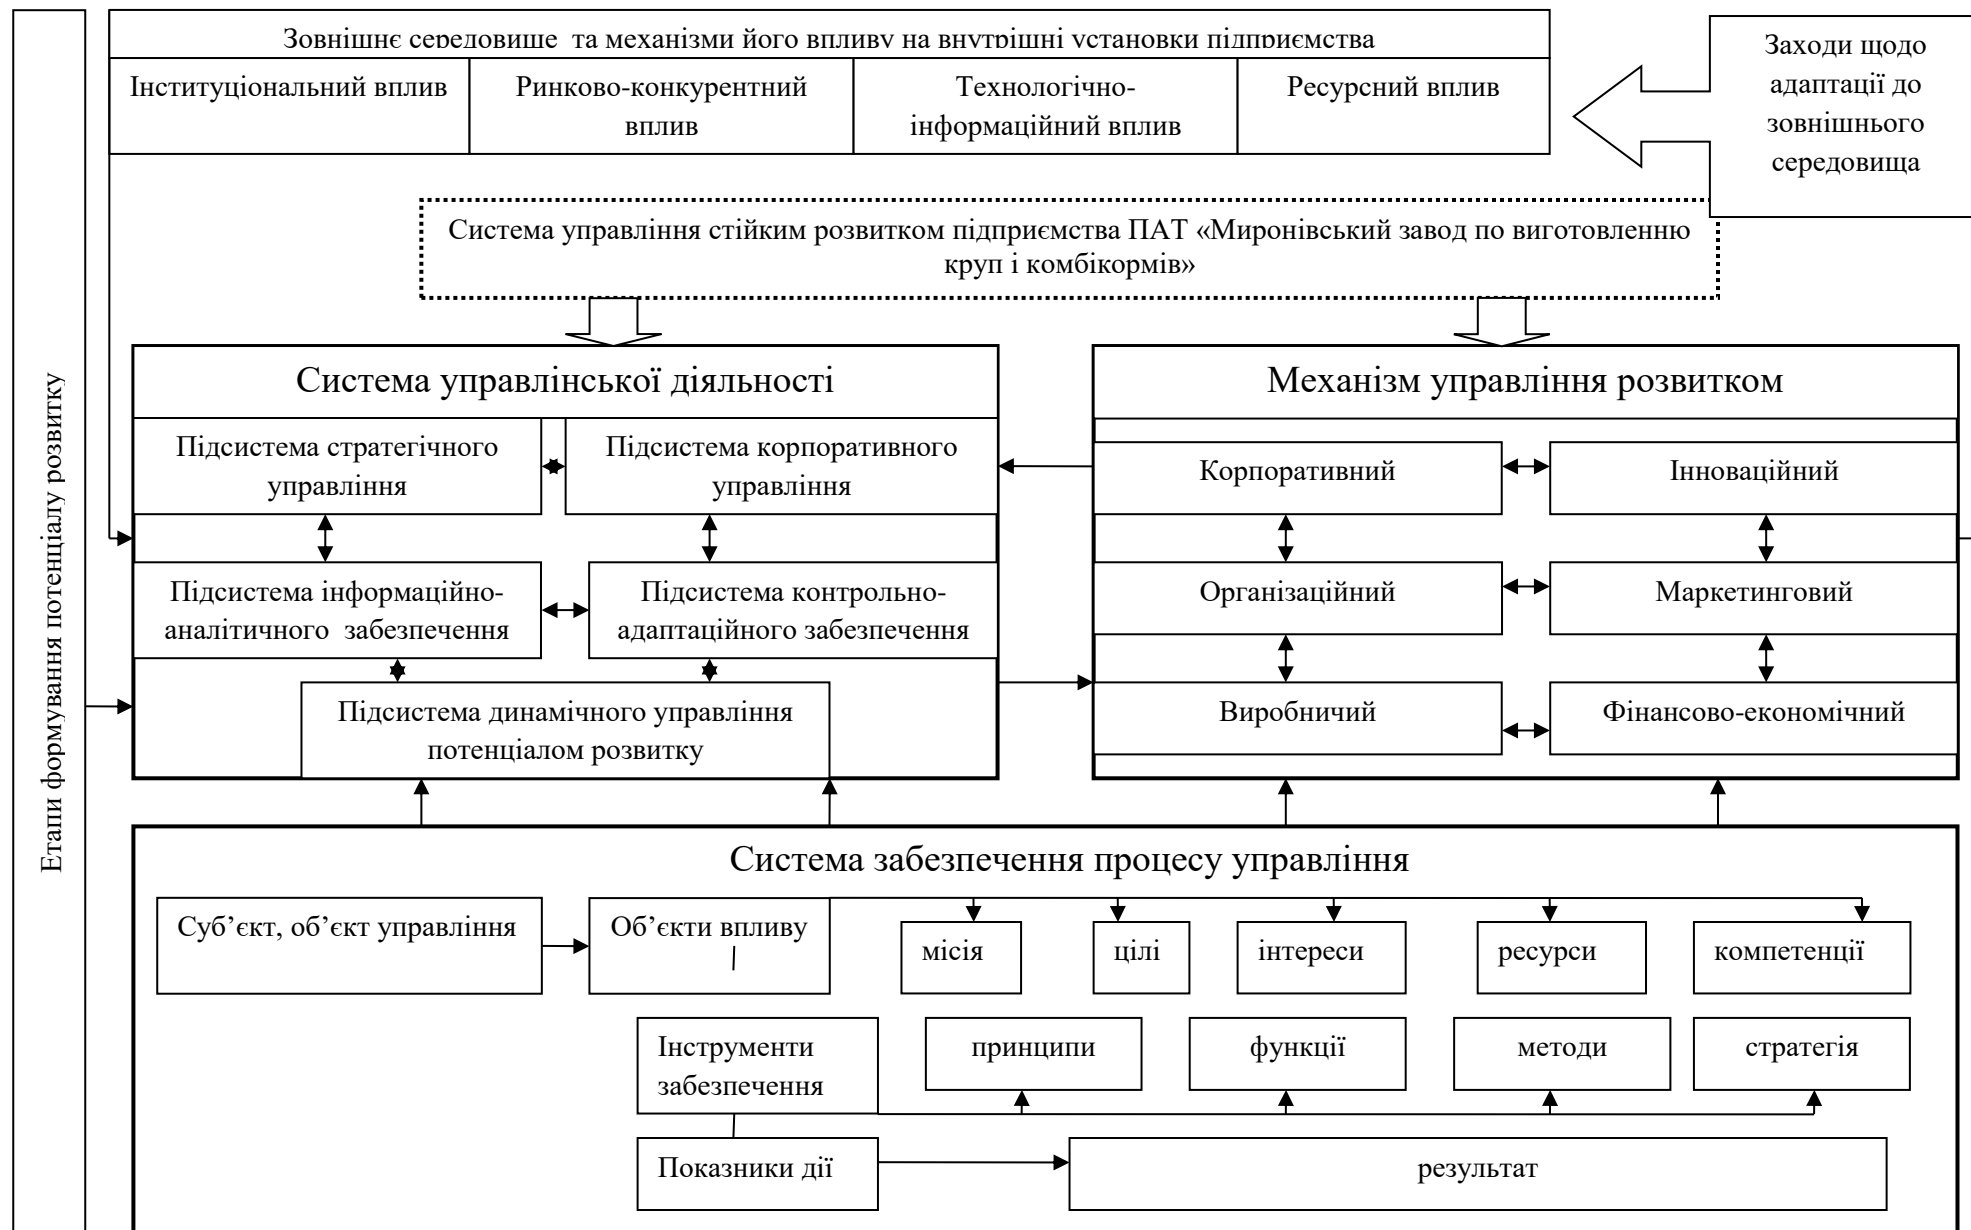 Зовнішнє середовище та механізми його впливу на внутрішні установки підприємства
Інституціональний вплив
Ринково-конкурентний
вплив
Технологічно-
інформаційний вплив
Ресурсний вплив
Заходи щодо
адаптації до
зовнішнього
середовища
Система управління стійким розвитком підприємства ПАТ «Миронівський завод по виготовленню
круп і комбікормів»
Етапи формування потенціалу розвитку
Система управлінської діяльності
Підсистема стратегічного
управління
Підсистема корпоративного
управління
Підсистема інформаційно-
аналітичного забезпечення
Підсистема контрольно-
адаптаційного забезпечення
Підсистема динамічного управління
потенціалом розвитку
Механізм управління розвитком
Корпоративний
Інноваційний
Організаційний
Маркетинговий
Виробничий
Фінансово-економічний
Система забезпечення процесу управління
Суб’єкт, об’єкт управління
Об’єкти впливу
місія
цілі
інтереси
ресурси
компетенції
Інструменти
забезпечення
принципи
функції
методи
стратегія
Показники дії
результат